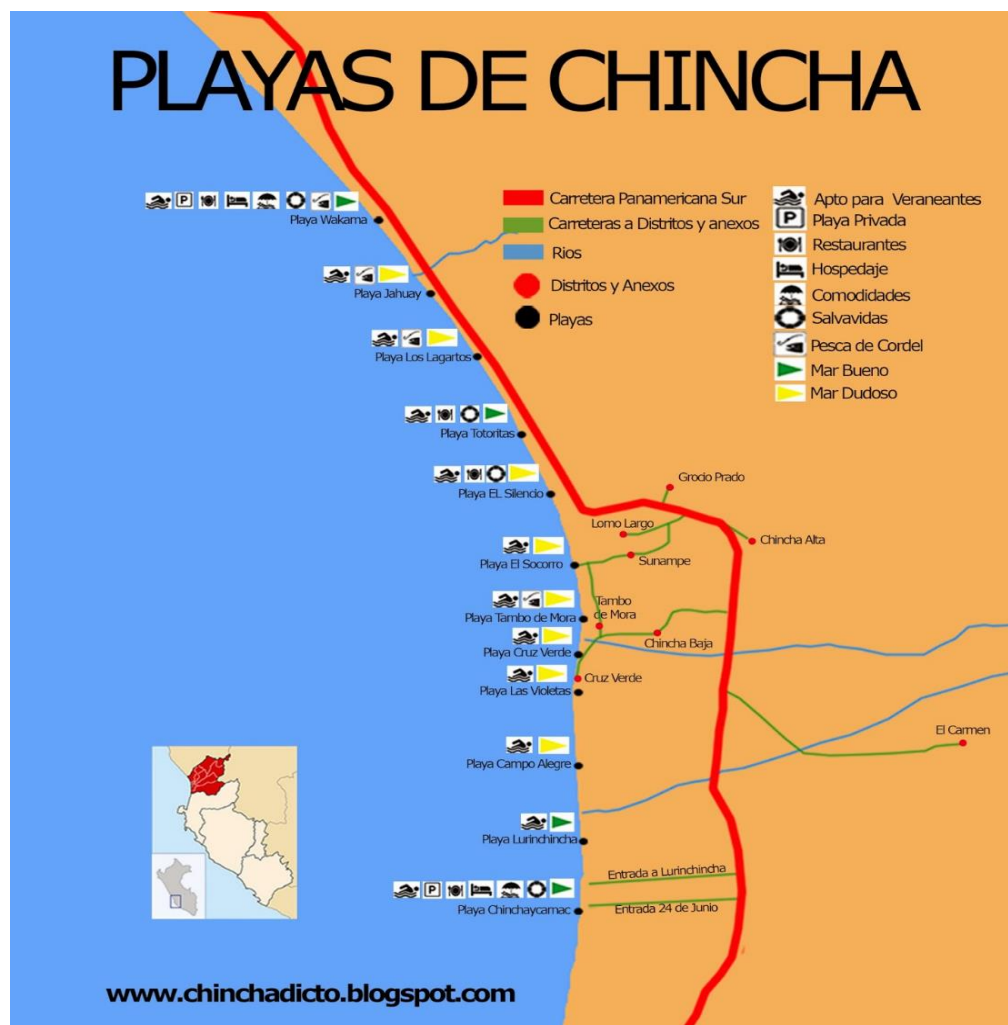 PLAYAS DE CHINCHA
Carretera Panamericana Sur
Carreteras a Distritos y anexos
Rios
Distritos y Anexos
Playas
Apto para Veraneantes
P
Playa Privada
Restaurantes
Hospedaje
Comodidades
Salvavidas
Pesca de Cordel
Mar Bueno
Mar Dudoso
P
Playa Wakama
Playa Jahuay
Playa Los Lagartos
Playa Totoritas
Playa EL Silencio
Grocio Prado
Lomo Largo
Chincha Alta
Sunampe
Playa El Socorro
Tambo
de Mora
Playa Tambo de Mora
Chincha Baja
Playa Cruz Verde
Cruz Verde
Playa Las Violetas
El Carmen
Playa Campo Alegre
Playa Lurinchincha
Entrada a Lurinchincha
P
Playa Chinchaycamac
Entrada 24 de Junio
www.chinchadicto.blogspot.com